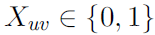 X_{uv} ∈ {0, 1}